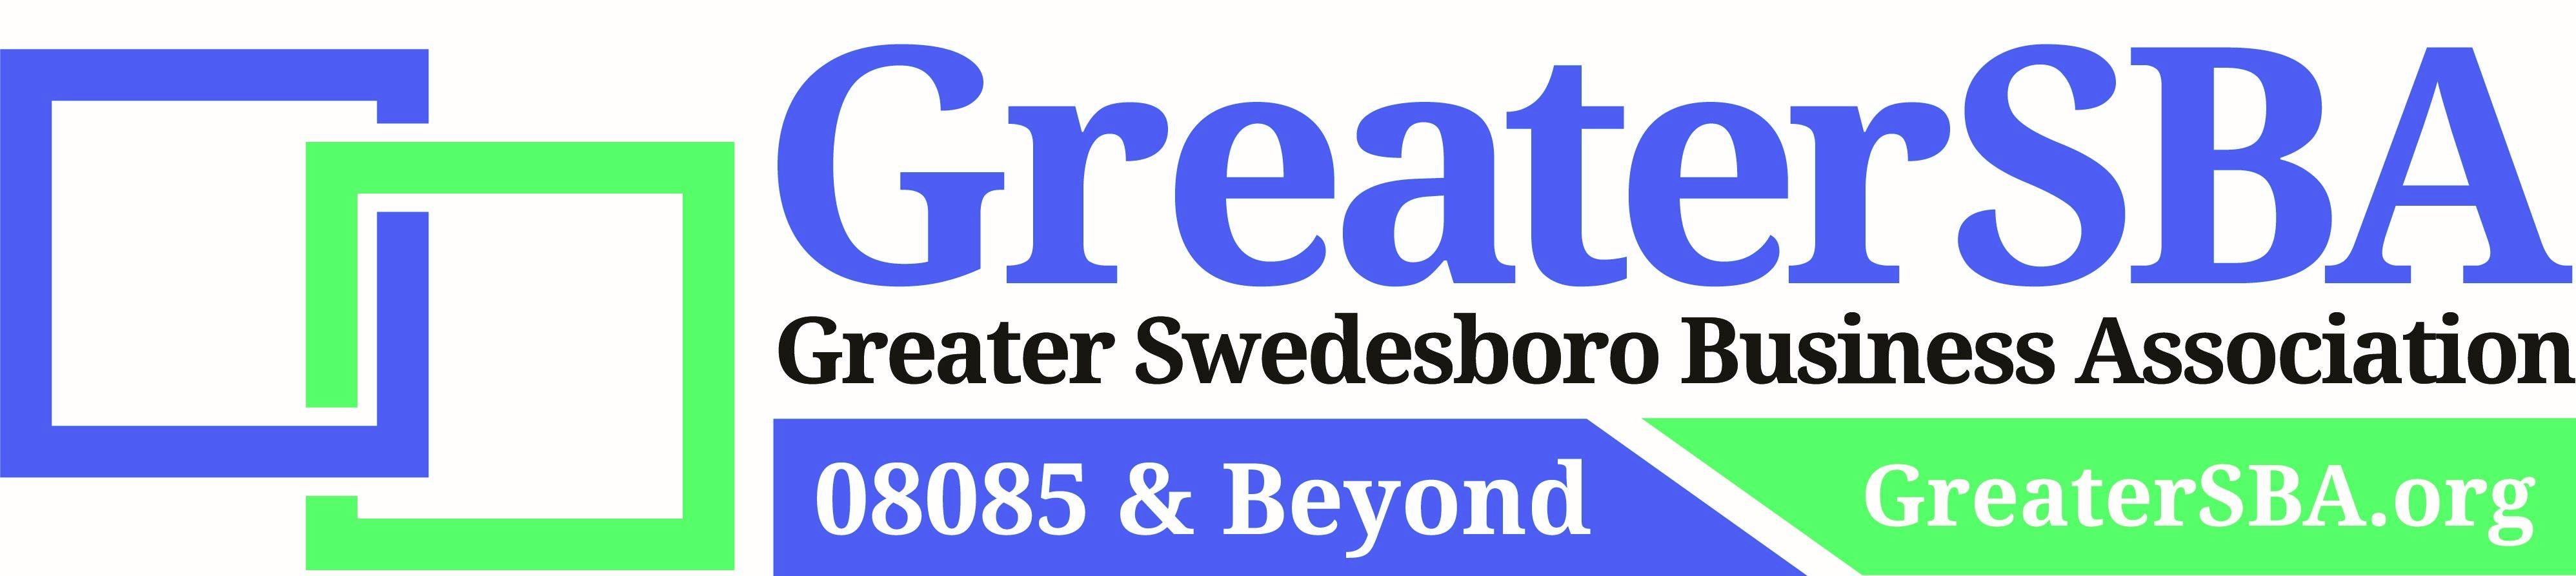 GreaterSBA
Greater Swedesboro Business Association
08085 & Beyond
GreaterSBA.org